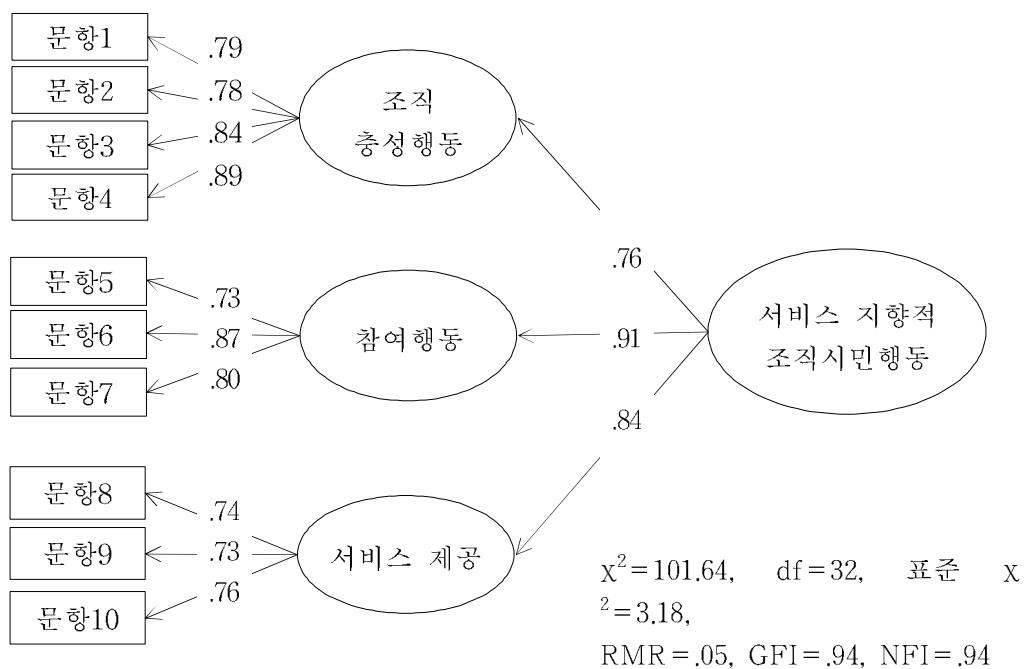 문항1
문항2
문항3
문항4
.79
.78
.84
.89
조직
충성행동
문항5
문항6
문항7
.73
.87
.80
참여행동
문항8
문항9
문항10
.74
.73
.76
서비스 제공
.76
.91
.84
서비스 지향적
조직시민행동
χ²=101.64, df=32, 표준 χ
²=3.18,
RMR=.05, GFI=.94, NFI=.94